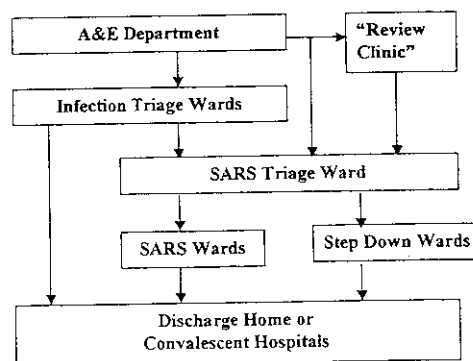 A&E Department
“Review
Clinic”
Infection Triage Wards
SARS Triage Ward
SARS Wards
Step Down Wards
Discharge Home or
Convalescent Hospitals